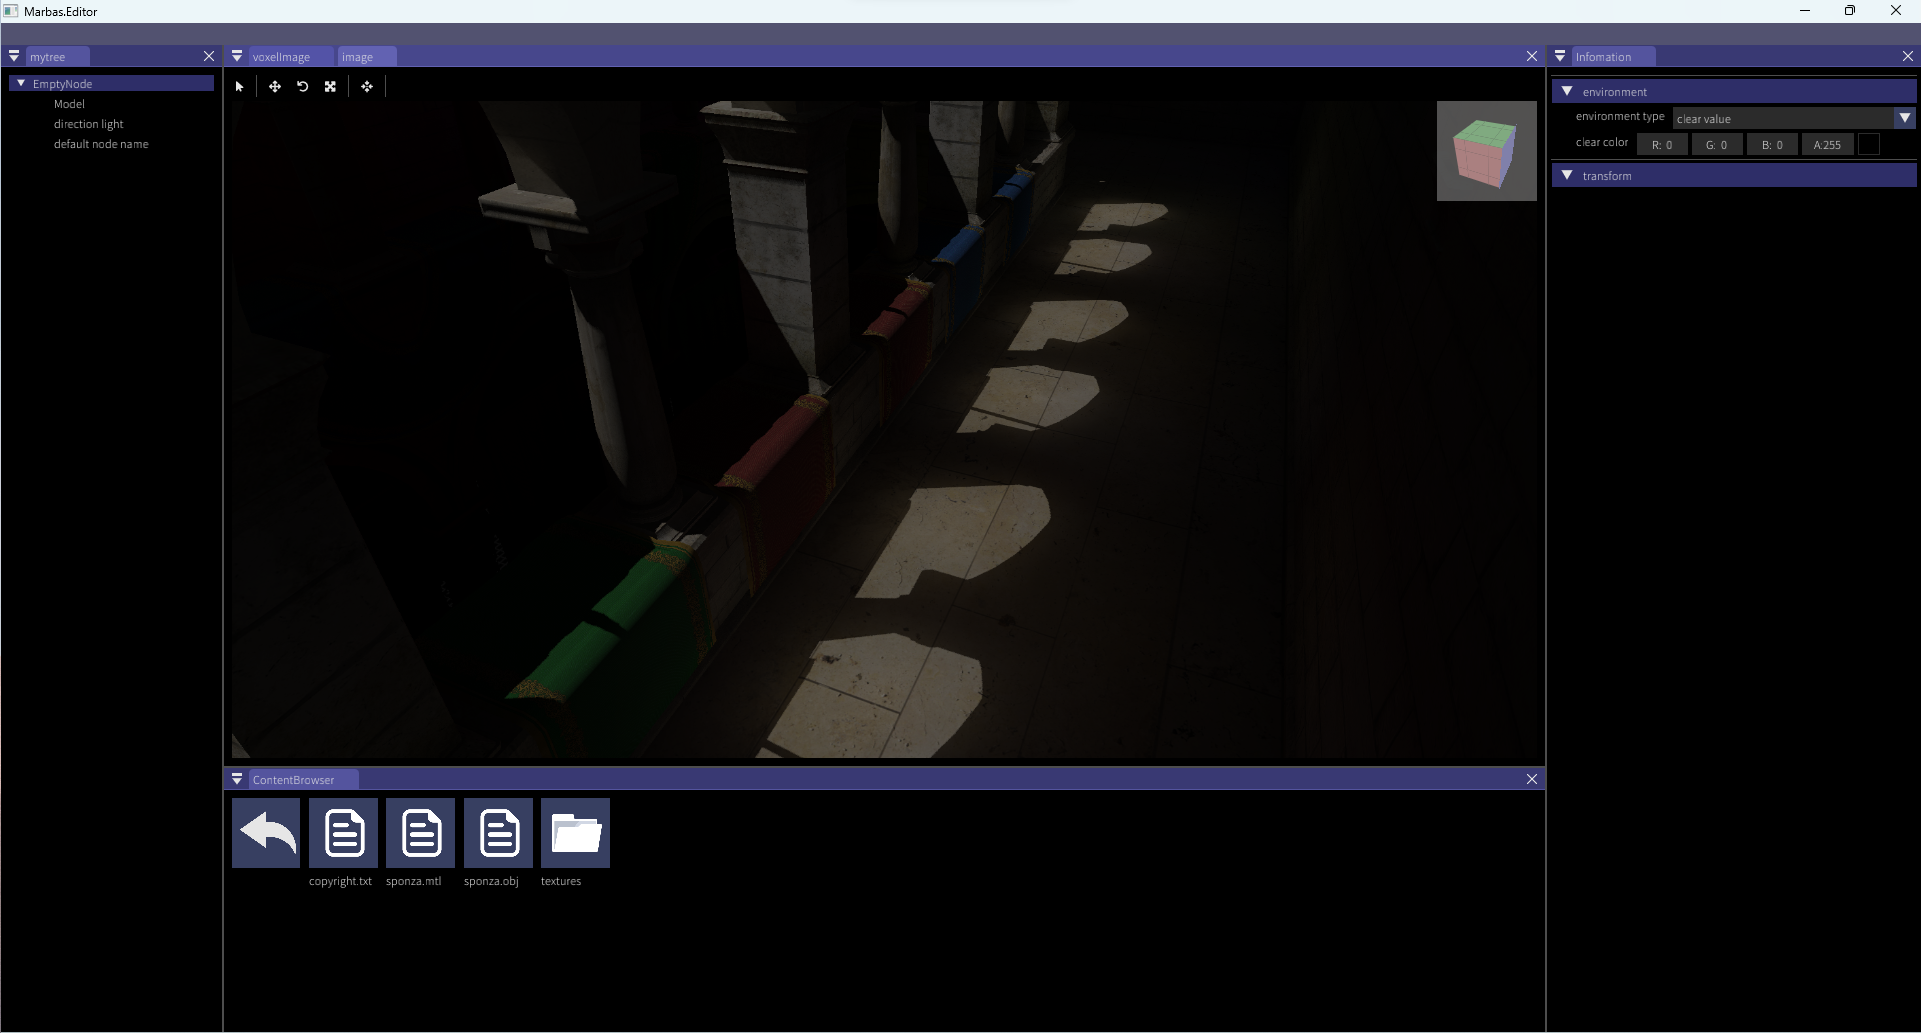 Marbas.Editor
mytree
EmptyNode
Model
direction light
default node name
voxelImage image
Infomation
environment
environment type clear value
clear color R: 0 G: 0 B: 0 A:255
transform
ContentBrowser
copyright.txt sponza.mtl sponza.obj textures